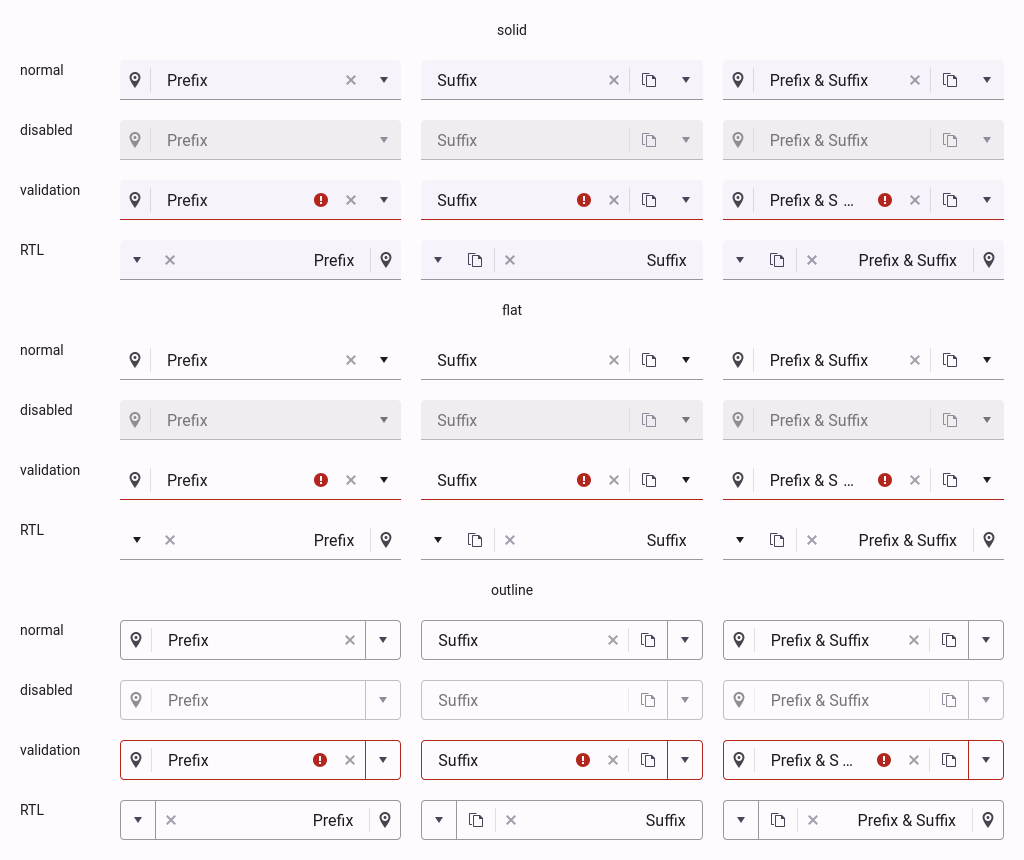 solid
normal Prefix Suffix Prefix & Suffix
disabled Prefix Suffix Prefix & Suffix
validation Prefix Suffix Prefix & S ...
RTL Prefix Suffix Prefix & Suffix
flat
normal Prefix Suffix Prefix & Suffix
disabled Prefix Suffix Prefix & Suffix
validation Prefix Suffix Prefix & S ...
RTL Prefix Suffix Prefix & Suffix
outline
normal Prefix Suffix Prefix & Suffix
disabled Prefix Suffix Prefix & Suffix
validation Prefix Suffix Prefix & S ...
RTL Prefix Suffix Prefix & Suffix